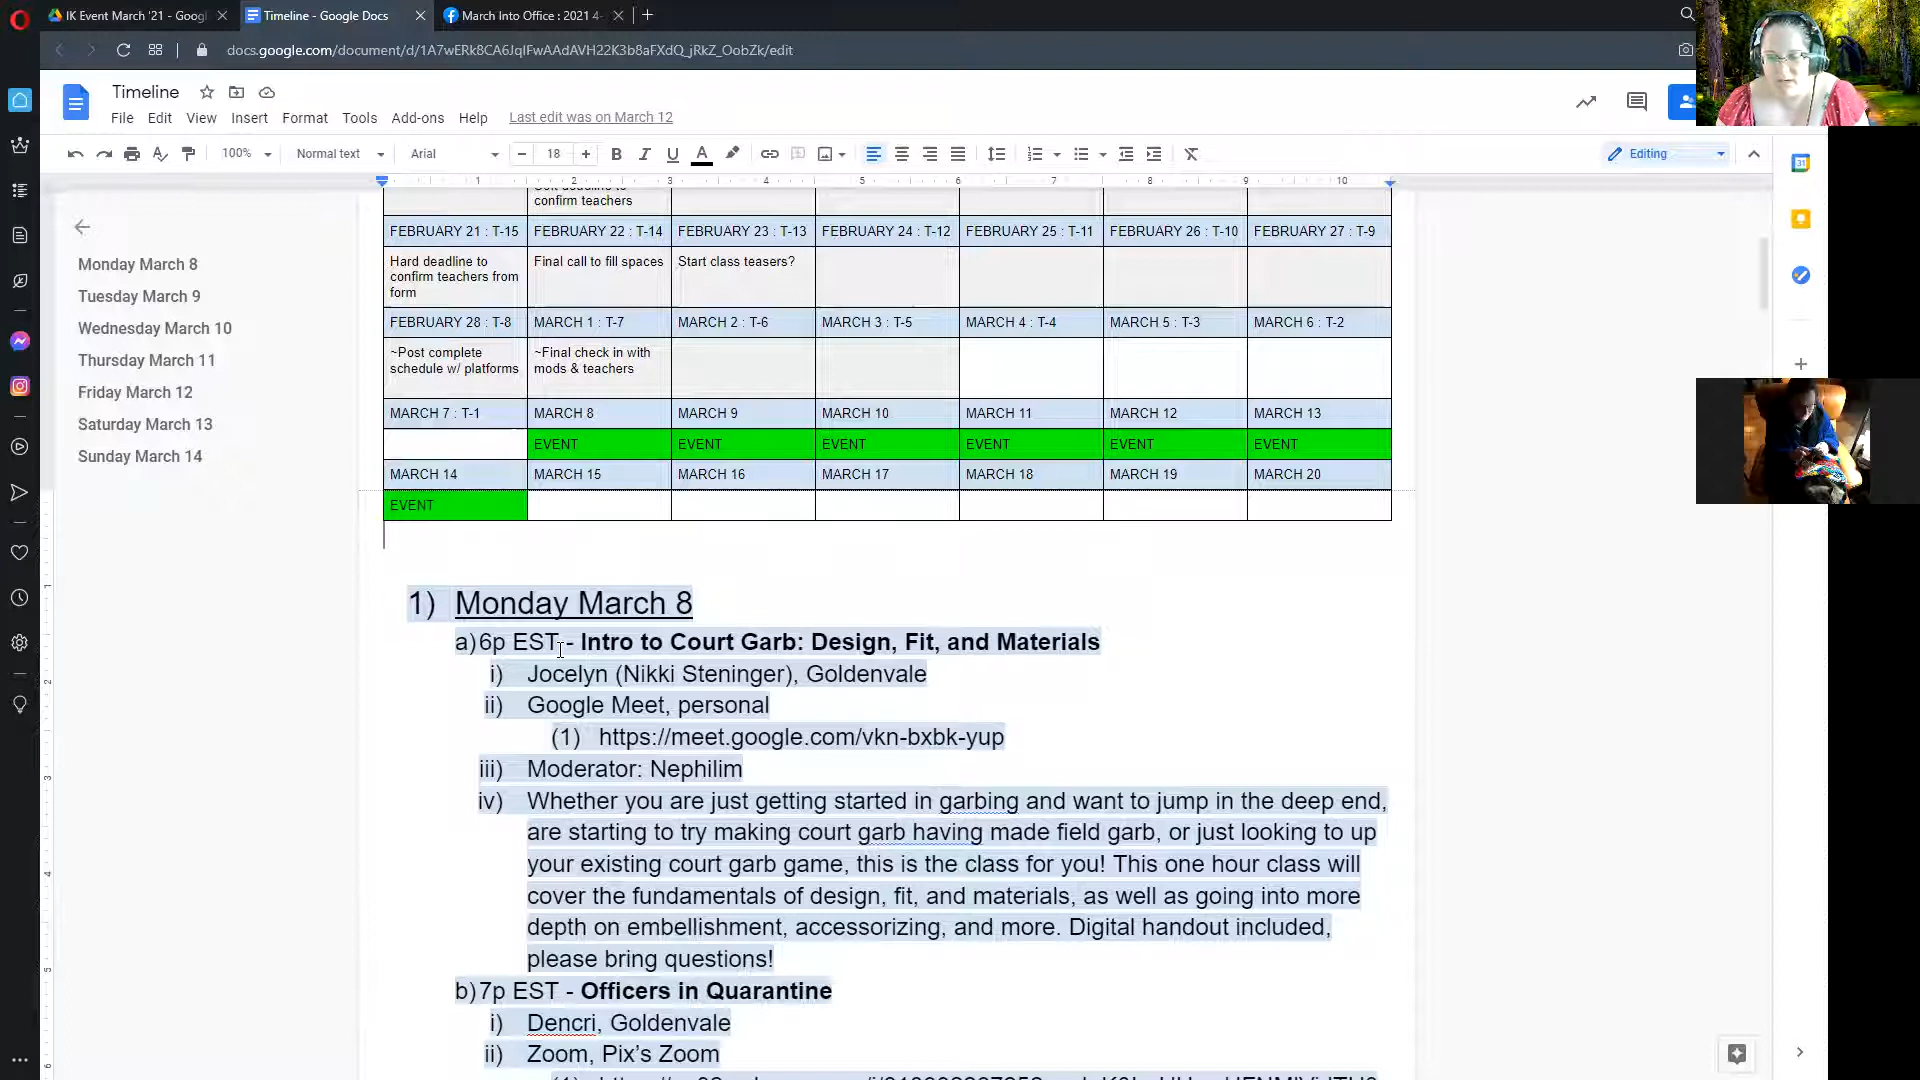 IK Event March '21 - Googl
Timeline - Google Docs
March Into Office : 2021 4-
docs.google.com/document/d/1A7wERk8CA6JqIFwAAdAVH22K3b8aFXdQ_jRkZ_OobZk/edit
Timeline
File Edit View Insert Format Tools Add-ons Help Last edit was on March 12
100% Normal text Arial 18 Editing
1 2 3 4 5 6 7 8 9 10
confirm teachers
FEBRUARY 21 : T-15 FEBRUARY 22 : T-14 FEBRUARY 23 : T-13 FEBRUARY 24 : T-12 FEBRUARY 25 : T-11 FEBRUARY 26 : T-10 FEBRUARY 27 : T-9
Hard deadline to confirm teachers from form Final call to fill spaces Start class teasers?
FEBRUARY 28 : T-8 MARCH 1 : T-7 MARCH 2 : T-6 MARCH 3 : T-5 MARCH 4 : T-4 MARCH 5 : T-3 MARCH 6 : T-2
~Post complete schedule w/ platforms ~Final check in with mods & teachers
MARCH 7 : T-1 MARCH 8 MARCH 9 MARCH 10 MARCH 11 MARCH 12 MARCH 13
EVENT EVENT EVENT EVENT EVENT EVENT
MARCH 14 MARCH 15 MARCH 16 MARCH 17 MARCH 18 MARCH 19 MARCH 20
EVENT
Monday March 8
Tuesday March 9
Wednesday March 10
Thursday March 11
Friday March 12
Saturday March 13
Sunday March 14
1) Monday March 8
a) 6p EST - Intro to Court Garb: Design, Fit, and Materials
i) Jocelyn (Nikki Steninger), Goldenvale
ii) Google Meet, personal
(1) https://meet.google.com/vkn-bxbk-yup
iii) Moderator: Nephilim
iv) Whether you are just getting started in garbing and want to jump in the deep end,
are starting to try making court garb having made field garb, or just looking to up
your existing court garb game, this is the class for you! This one hour class will
cover the fundamentals of design, fit, and materials, as well as going into more
depth on embellishment, accessorizing, and more. Digital handout included,
please bring questions!
b) 7p EST - Officers in Quarantine
i) Dencri, Goldenvale
ii) Zoom, Pix's Zoom